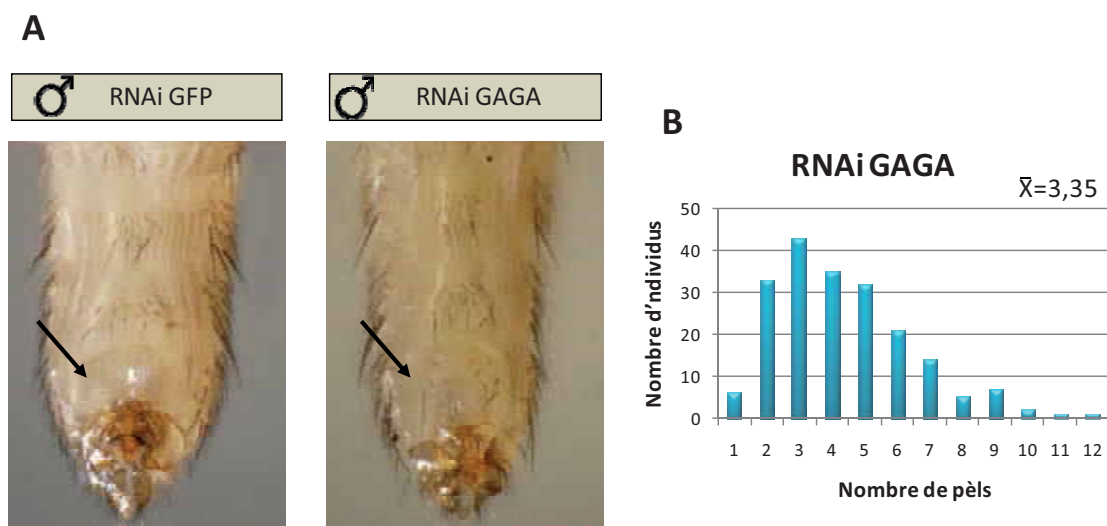 A
♂ RNAi GFP
♂ RNAi GAGA
B
RNAi GAGA
X̄=3,35
Nombre d'ndividus
50
40
30
20
10
0
1 2 3 4 5 6 7 8 9 10 11 12
Nombre de pèls